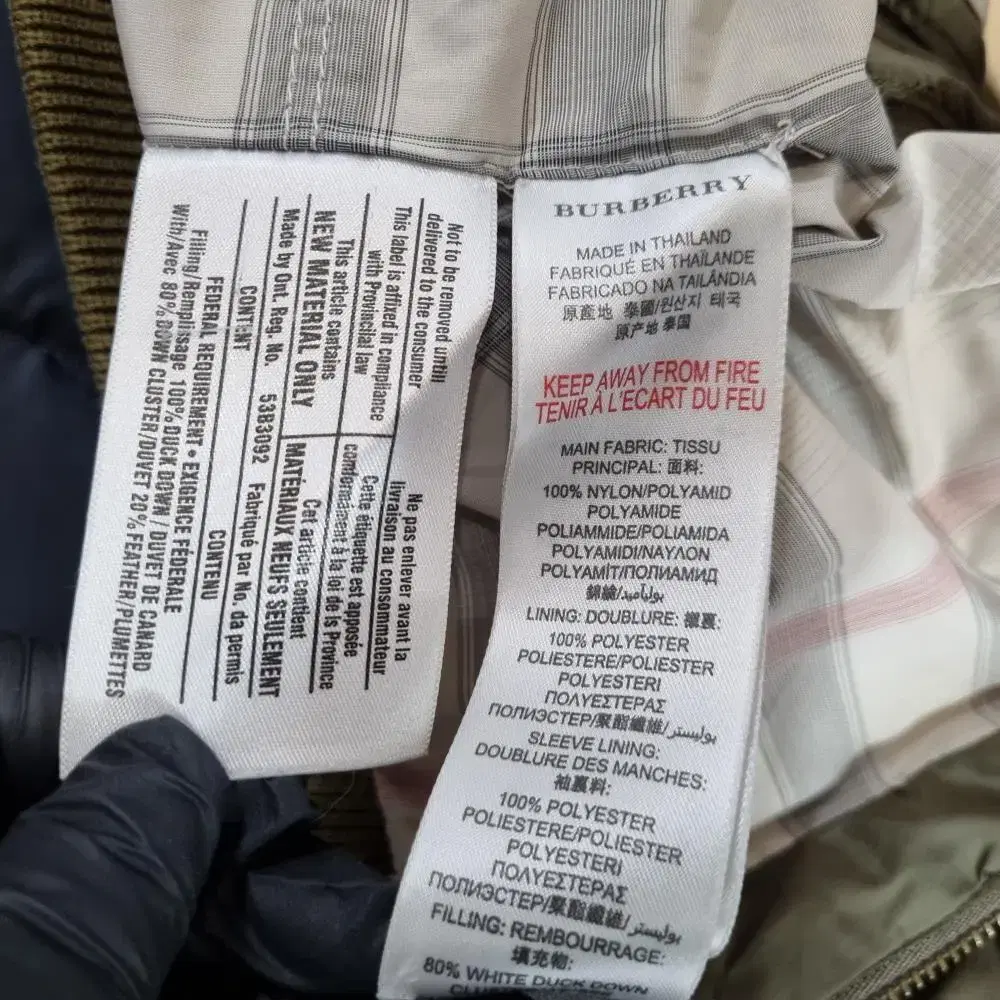 Not to be removed until
delivered to the consumer
This label is affixed in compliance
with Provincial law
This article contains
NEW MATERIAL ONLY
Made by Ont. Reg. No. 5383092
CONTENT
Ne pas enlever avant la
livraison au consommateur
Cette étiquette est apposée
conformément à la loi de la Province
Cet article contient
MATÉRIAUX NEUFS SEULEMENT
Fabriqué par No. da permis
CONTENU
FEDERAL REQUIREMENT • EXIGENCE FÉDERALE
Filling/Remplissage 100% DUCK DOWN / DUVET DE CANARD
With/Avec 80% DOWN CLUSTER/DUVET 20% FEATHER/PLUMETTES
BURBERRY
MADE IN THAILAND
FABRIQUÉ EN THAÏLANDE
FABRICADO NA TAILÂNDIA
原產地 泰國/원산지 태국
原产地 泰国
KEEP AWAY FROM FIRE
TENIR À L'ECART DU FEU
MAIN FABRIC: TISSU
PRINCIPAL: 面料:
100% NYLON/POLYAMID
POLYAMIDE
POLIAMMIDE/POLIAMIDA
POLYAMIDI/ΝΑΥΛΟΝ
POLYAMİT/ПОЛИАМИД
錦綸/بوليأميد
LINING: DOUBLURE: 裡裏:
100% POLYESTER
POLIESTERE/POLIESTER
POLYESTERI
ΠΟΛΥΕΣΤΕΡΑΣ
ПОЛИЭСТЕР/聚酯纖維/بوليستر
SLEEVE LINING:
DOUBLURE DES MANCHES:
袖裏料:
100% POLYESTER
POLIESTERE/POLIESTER
POLYESTERI
ΠΟΛΥΕΣΤΕΡΑΣ
ПОЛИЭСТЕР/聚酯纖維/بوليستر
FILLING: REMBOURRAGE:
填充物:
80% WHITE DUCK DOWN